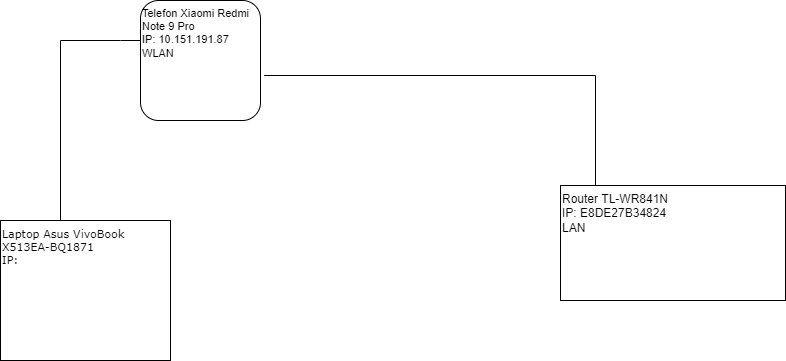 Telefon Xiaomi Redmi
Note 9 Pro
IP: 10.151.191.87
WLAN
Router TL-WR841N
IP: E8DE27B34824
LAN
Laptop Asus VivoBook
X513EA-BQ1871
IP: